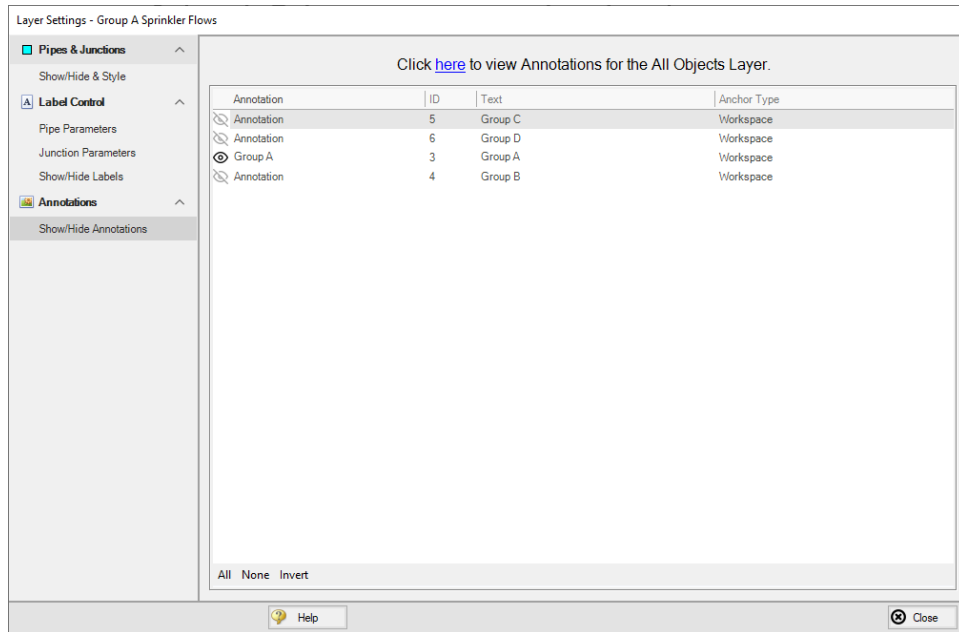 Layer Settings - Group A Sprinkler Flows
Pipes & Junctions
Show/Hide & Style
A Label Control
Pipe Parameters
Junction Parameters
Show/Hide Labels
Annotations
Show/Hide Annotations
Click here to view Annotations for the All Objects Layer.
Annotation ID Text Anchor Type
Annotation 5 Group C Workspace
Annotation 6 Group D Workspace
Group A 3 Group A Workspace
Annotation 4 Group B Workspace
All None Invert
? Help
Close